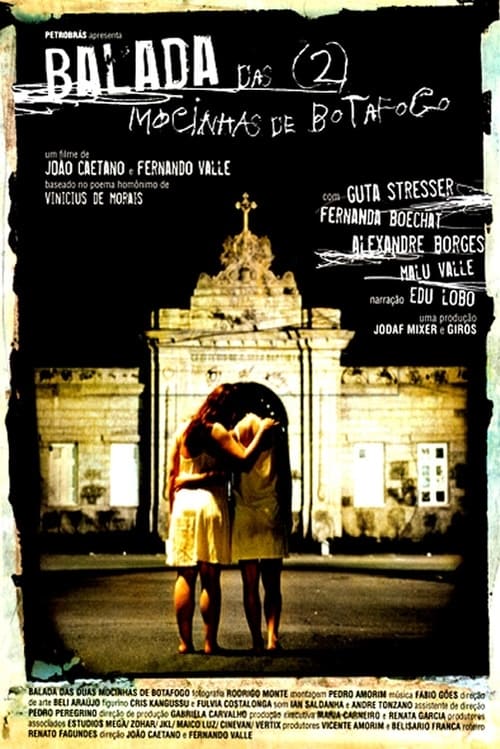 PETROBRÁS apresenta
BALADA DAS (2)
MOCINHAS DE BOTAFOGO
um filme de
JOÃO CAETANO e FERNANDO VALLE
baseado no poema homônimo de
VINICIUS DE MORAIS
com GUTA STRESSER
FERNANDA BOECHAT
ALEXANDRE BORGES
MALU VALLE
narração EDU LOBO
uma produção
JODAF MIXER e GIROS
BALADA DAS DUAS MOCINHAS DE BOTAFOGO fotografia RODRIGO MONTE montagem PEDRO AMORIM música FABIO GÓES direção
de arte BELI ARAÚJO figurino CRIS KANGUSSU e FULVIA COSTALONGA som IAN SALDANHA e ANDRE TONZANO assistente de direção
PEDRO PEREGRINO direção de produção GABRIELA CARVALHO produção executiva MARIA CARNEIRO e RENATA GARCIA produtores
associados ESTUDIOS MEGA/ ZOHAR/ JKL/ MAICO LUZ/ CINEVAN/ VERTIX produtores VICENTE AMORIM e BELISARIO FRANCA roteiro
RENATO FAGUNDES direção JOÃO CAETANO e FERNANDO VALLE